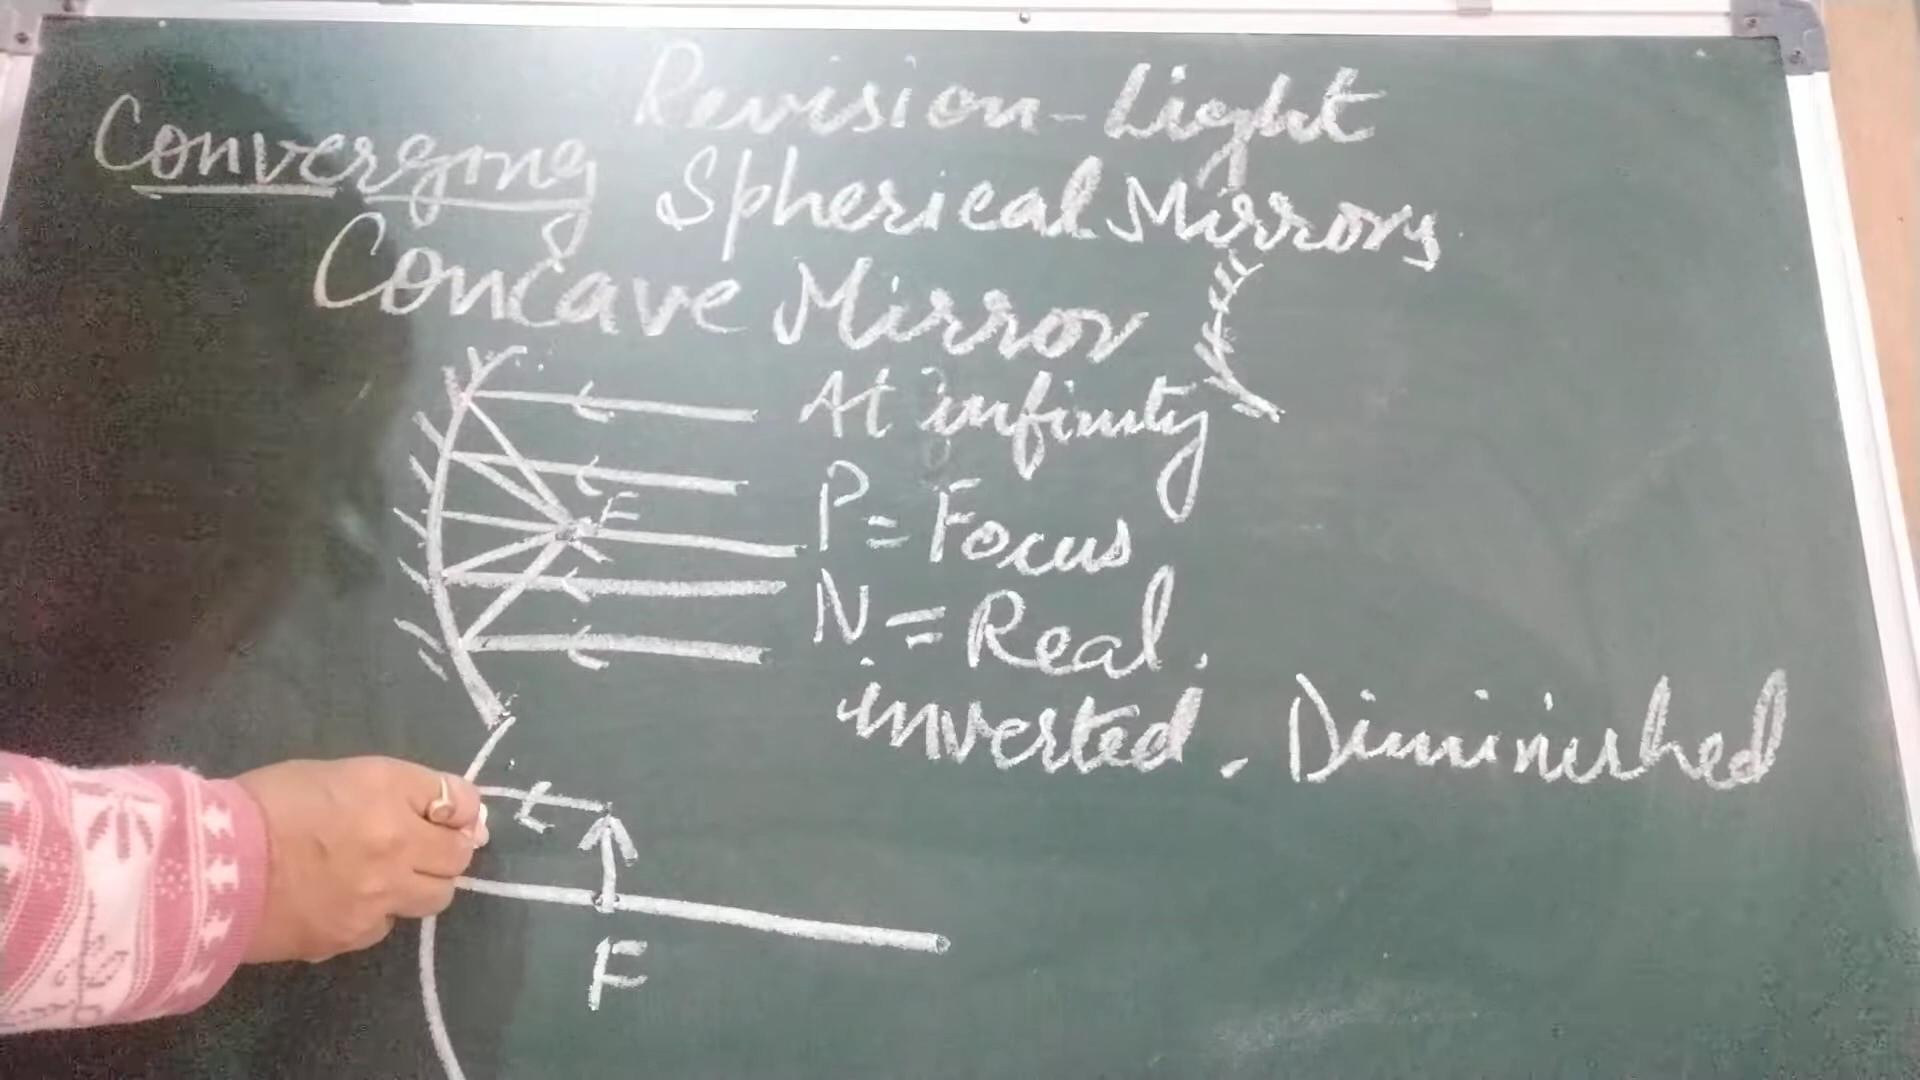 Revision-Light
Converging Spherical Mirrors
Concave Mirror
At infinity
F
P = Focus
N = Real.
inverted. Diminished
F